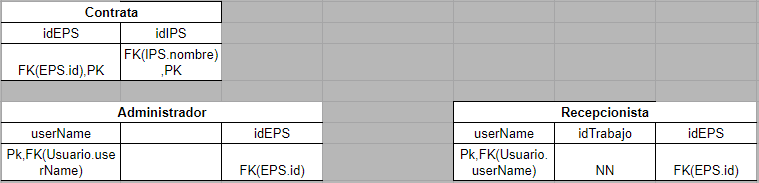 Contrata
idEPS idIPS
FK(EPS.id),PK FK(IPS.nombre)
,PK
Administrador
userName idEPS
Pk,FK(Usuario.use
rName) FK(EPS.id)
Recepcionista
userName idTrabajo idEPS
Pk,FK(Usuario.
userName) NN FK(EPS.id)